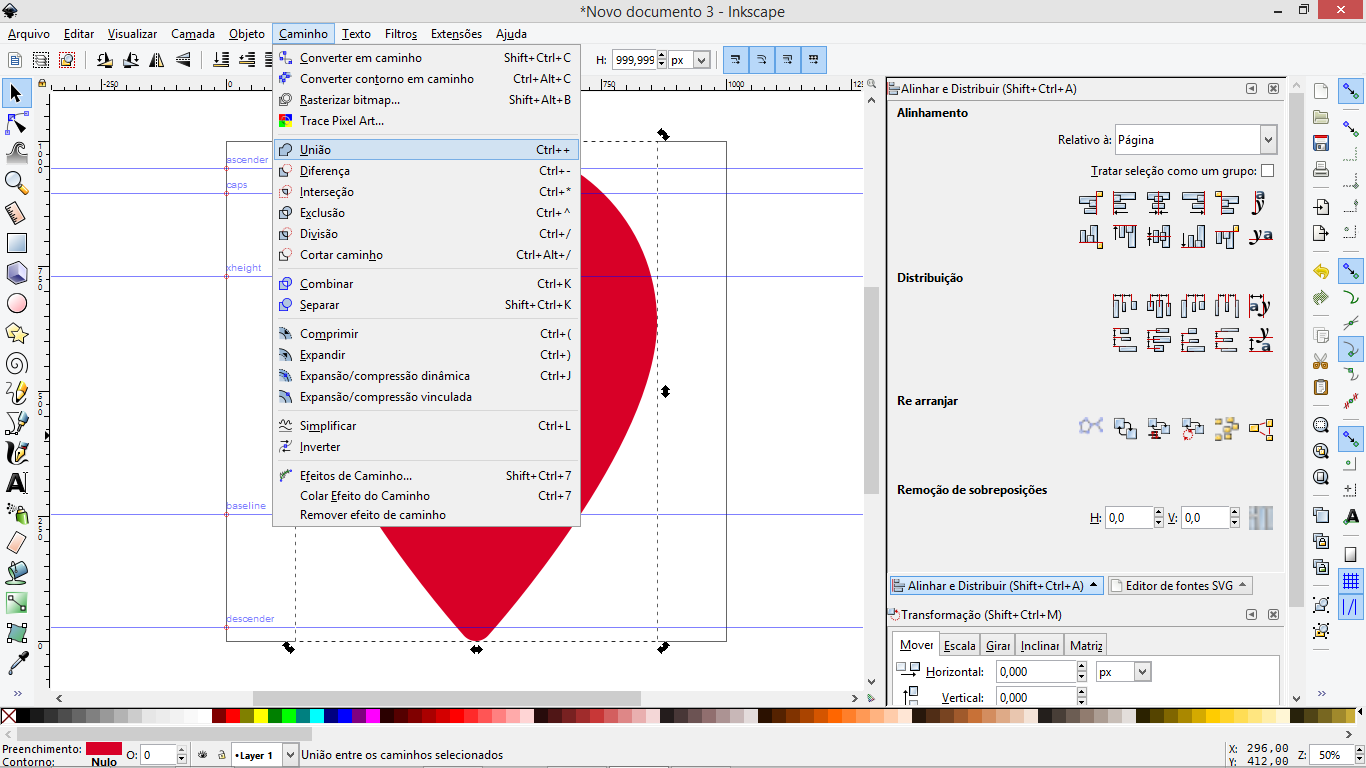 *Novo documento 3 - Inkscape
Arquivo Editar Visualizar Camada Objeto Caminho Texto Filtros Extensões Ajuda
H: 999,999 px
Converter em caminho Shift+Ctrl+C
Converter contorno em caminho Ctrl+Alt+C
Rasterizar bitmap... Shift+Alt+B
Trace Pixel Art...
União Ctrl++
Diferença Ctrl+-
Interseção Ctrl+*
Exclusão Ctrl+^
Divisão Ctrl+/
Cortar caminho Ctrl+Alt+/
Combinar Ctrl+K
Separar Shift+Ctrl+K
Comprimir Ctrl+(
Expandir Ctrl+)
Expansão/compressão dinâmica Ctrl+J
Expansão/compressão vinculada
Simplificar Ctrl+L
Inverter
Efeitos de Caminho... Shift+Ctrl+7
Colar Efeito do Caminho Ctrl+7
Remover efeito de caminho
-250 0 750 1000 125
1000
750
500
250
0
ascender
caps
xheight
baseline
descender
Alinhar e Distribuir (Shift+Ctrl+A)
Alinhamento
Relativo à: Página
Tratar seleção como um grupo:
Distribuição
Re arranjar
Remoção de sobreposições
H: 0,0 V: 0,0
Alinhar e Distribuir (Shift+Ctrl+A) Editor de fontes SVG
Transformação (Shift+Ctrl+M)
Mover Escala Girar Inclinar Matriz
Horizontal: 0,000 px
Vertical: 0,000
Preenchimento:
Contorno: Nulo
O: 0
•Layer 1
União entre os caminhos selecionados
X: 296,00
Y: 412,00
Z: 50%